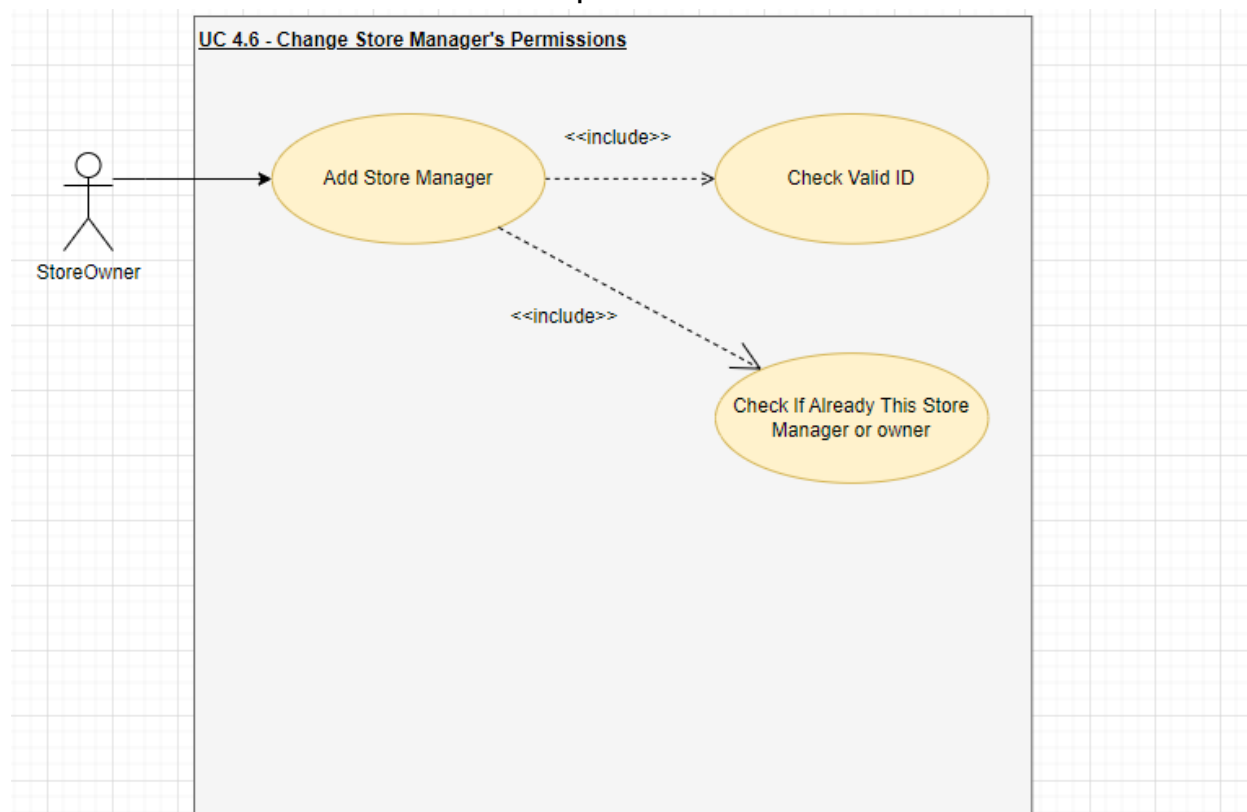 UC 4.6 - Change Store Manager's Permissions
<<include>>
Add Store Manager
Check Valid ID
StoreOwner
<<include>>
Check If Already This Store
Manager or owner